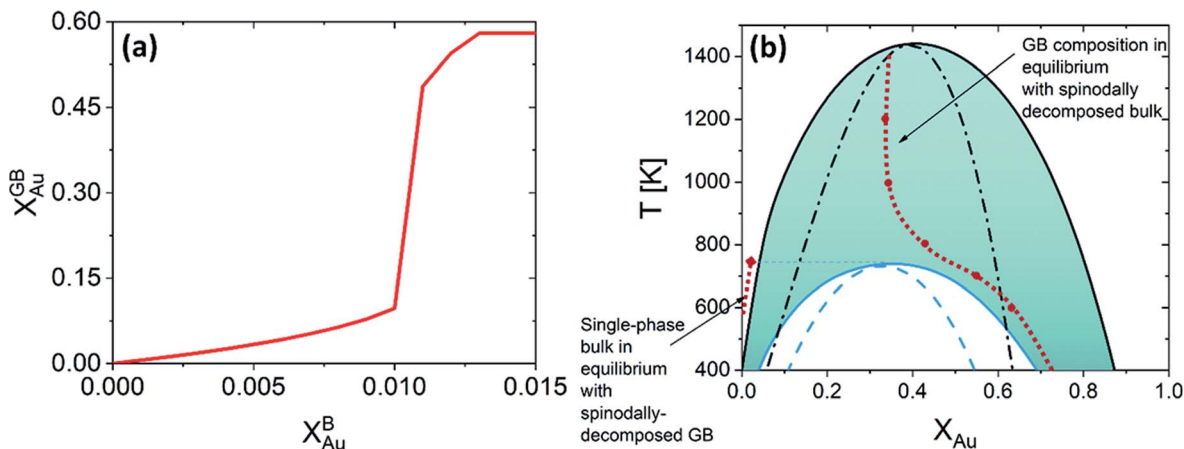 (a)
0.60
0.45
0.30
0.15
0.00
X^GB_Au
0.000
0.005
0.010
0.015
X^B_Au
(b)
GB composition in
equilibrium
with spinodally
decomposed bulk
1400
1200
1000
800
600
400
T [K]
Single-phase
bulk in
equilibrium
with
spinodally-
decomposed GB
0.0
0.2
0.4
0.6
0.8
1.0
X_Au